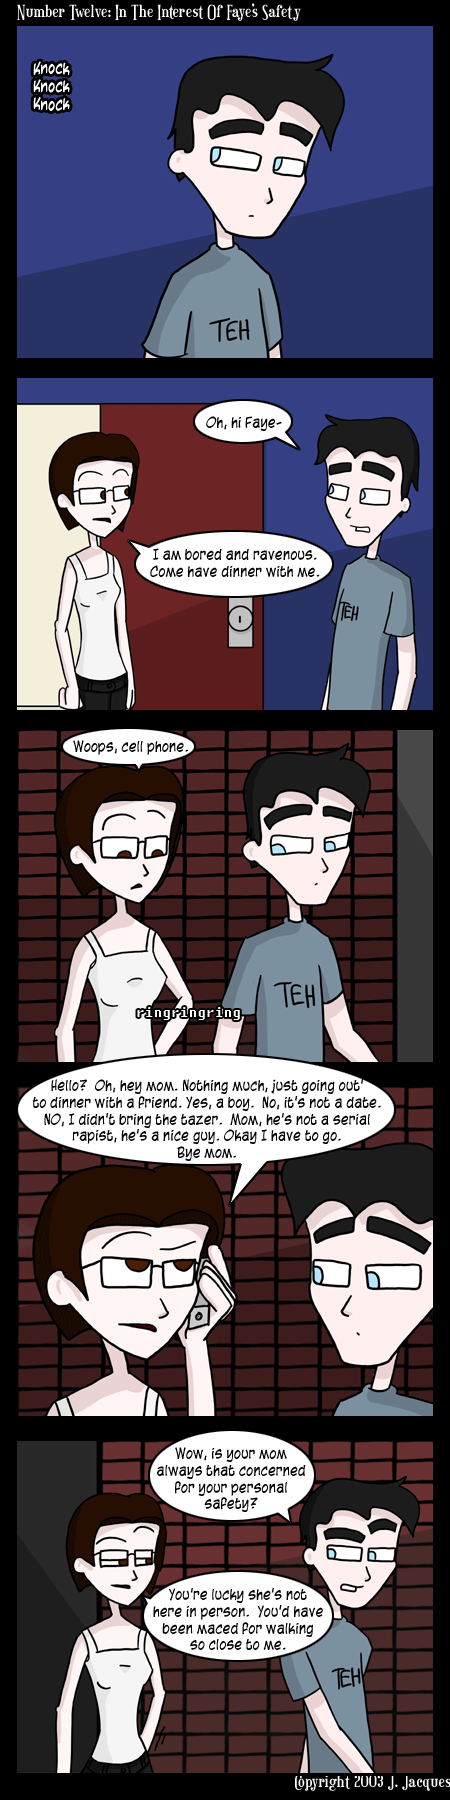 Number Twelve: In The Interest Of Faye's Safety
Knock
Knock
Knock
TEH
Oh, hi Faye-
I am bored and ravenous.
Come have dinner with me.
TEH
Woops, cell phone.
TEH
ringringring
Hello? Oh, hey mom. Nothing much, just going out
to dinner with a friend. Yes, a boy. No, it's not a date.
NO, I didn't bring the tazer. Mom, he's not a serial
rapist, he's a nice guy. Okay I have to go.
Bye mom.
Wow, is your mom
always that concerned
for your personal
safety?
You're lucky she's not
here in person. You'd have
been maced for walking
so close to me.
TEH
Copyright 2003 J. Jacques